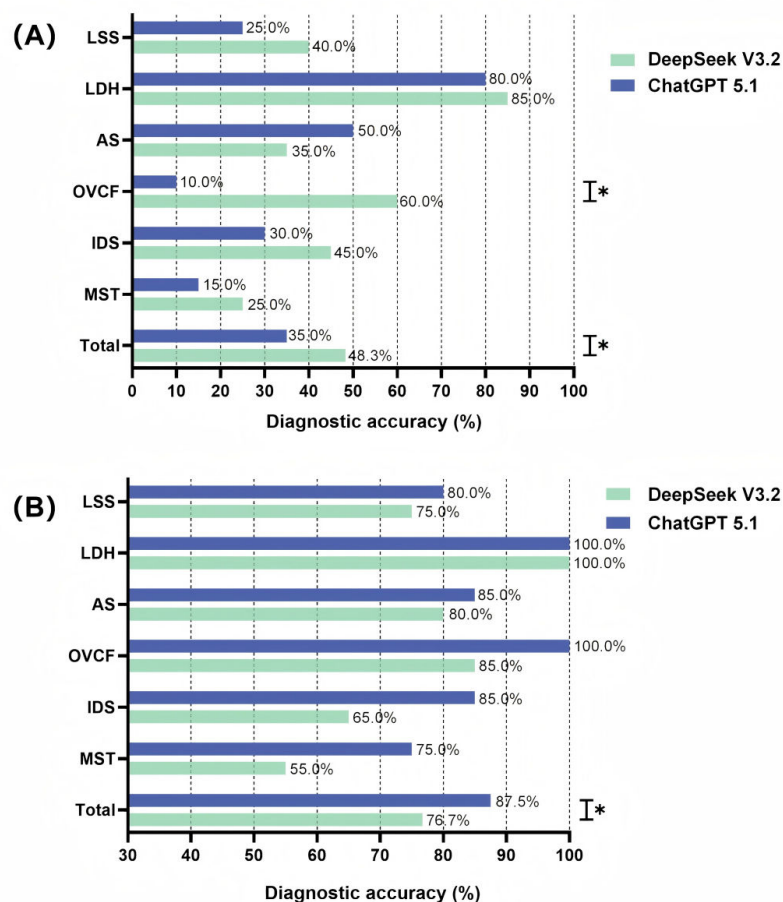 (A)
LSS
25.0%
40.0%
LDH
80.0%
85.0%
AS
50.0%
35.0%
OVCF
10.0%
60.0%
*
IDS
30.0%
45.0%
MST
15.0%
25.0%
Total
35.0%
48.3%
*
0 10 20 30 40 50 60 70 80 90 100
Diagnostic accuracy (%)
DeepSeek V3.2
ChatGPT 5.1
(B)
LSS
80.0%
75.0%
LDH
100.0%
100.0%
AS
85.0%
80.0%
OVCF
100.0%
85.0%
IDS
85.0%
65.0%
MST
75.0%
55.0%
Total
87.5%
76.7%
*
30 40 50 60 70 80 90 100
Diagnostic accuracy (%)
DeepSeek V3.2
ChatGPT 5.1